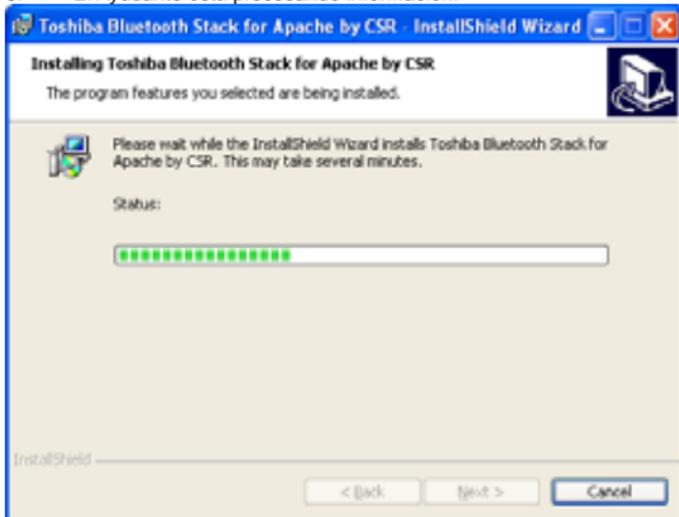 Toshiba Bluetooth Stack for Apache by CSR - InstallShield Wizard
Installing Toshiba Bluetooth Stack for Apache by CSR
The program features you selected are being installed.
Please wait while the InstallShield Wizard installs Toshiba Bluetooth Stack for
Apache by CSR. This may take several minutes.
Status:
InstallShield
< Back
Next >
Cancel